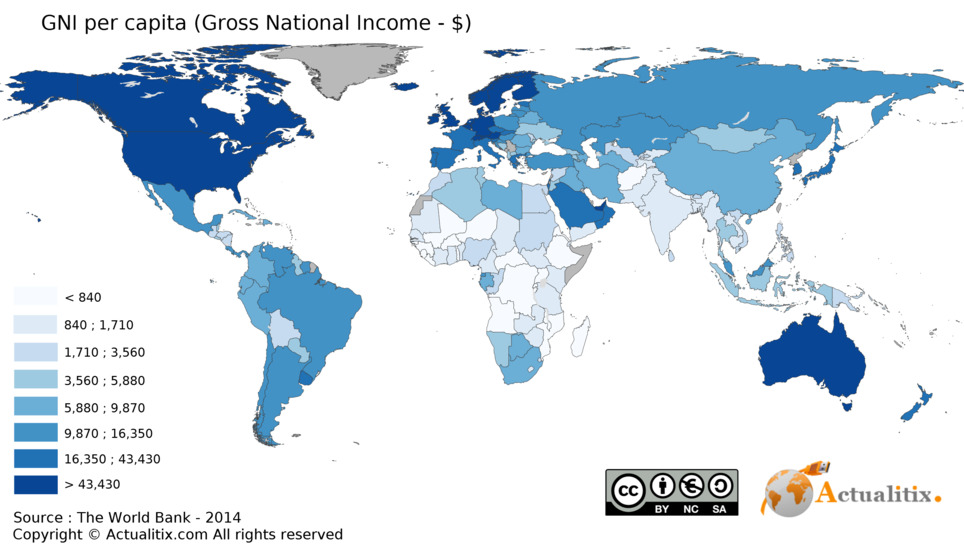 GNI per capita (Gross National Income - $)
< 840
840 ; 1,710
1,710 ; 3,560
3,560 ; 5,880
5,880 ; 9,870
9,870 ; 16,350
16,350 ; 43,430
> 43,430
cc
BY NC SA
Actualitix.
Source : The World Bank - 2014
Copyright © Actualitix.com All rights reserved